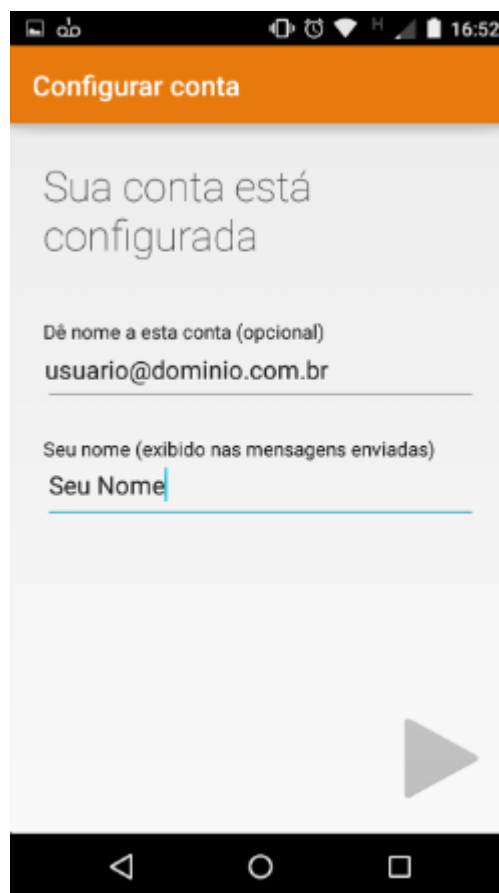 H 16:52
Configurar conta
Sua conta está
configurada
Dê nome a esta conta (opcional)
usuario@dominio.com.br
Seu nome (exibido nas mensagens enviadas)
Seu Nome